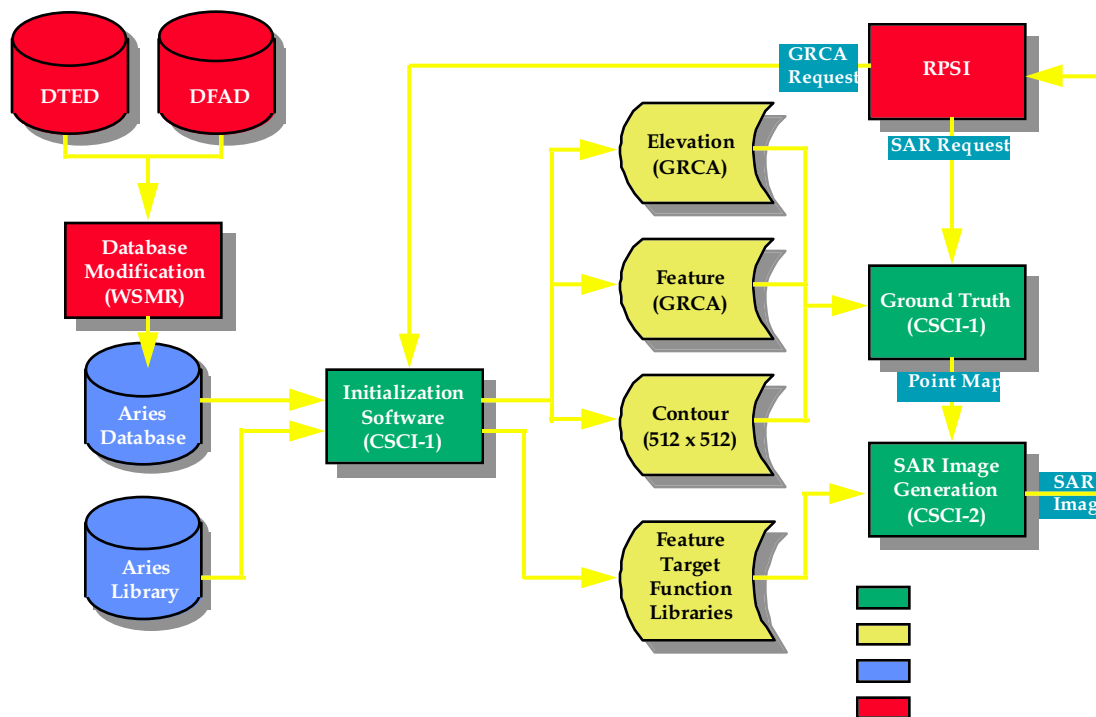 DTED
DFAD
GRCA
Request
RPSI
SAR Request
Elevation
(GRCA)
Database
Modification
(WSMR)
Feature
(GRCA)
Ground Truth
(CSCI-1)
Point Map
Aries
Database
Initialization
Software
(CSCI-1)
Contour
(512 x 512)
SAR Image
Generation
(CSCI-2)
SAR
Imag
Aries
Library
Feature
Target
Function
Libraries